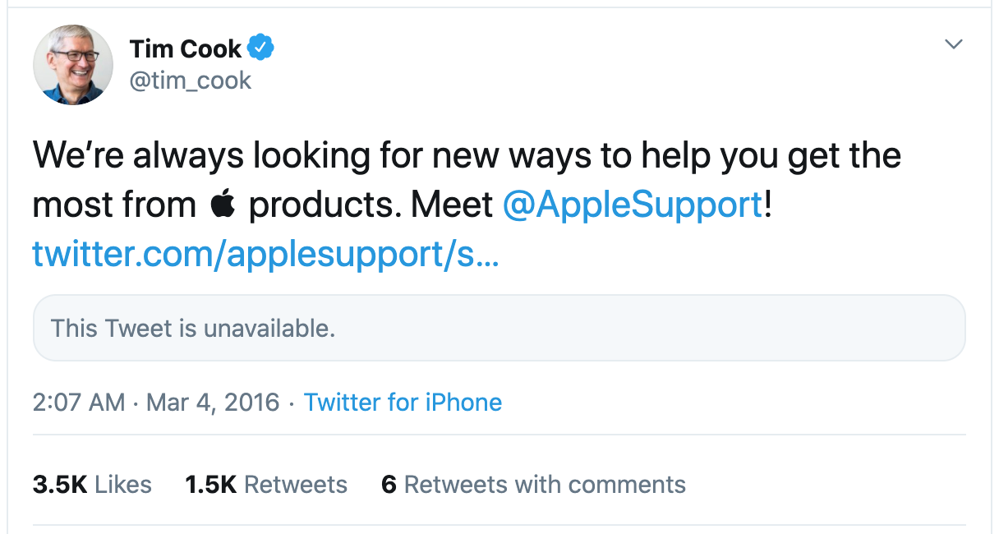 Tim Cook
@tim_cook
We’re always looking for new ways to help you get the
most from  products. Meet @AppleSupport!
twitter.com/applesupport/s…
This Tweet is unavailable.
2:07 AM · Mar 4, 2016 · Twitter for iPhone
3.5K Likes 1.5K Retweets 6 Retweets with comments